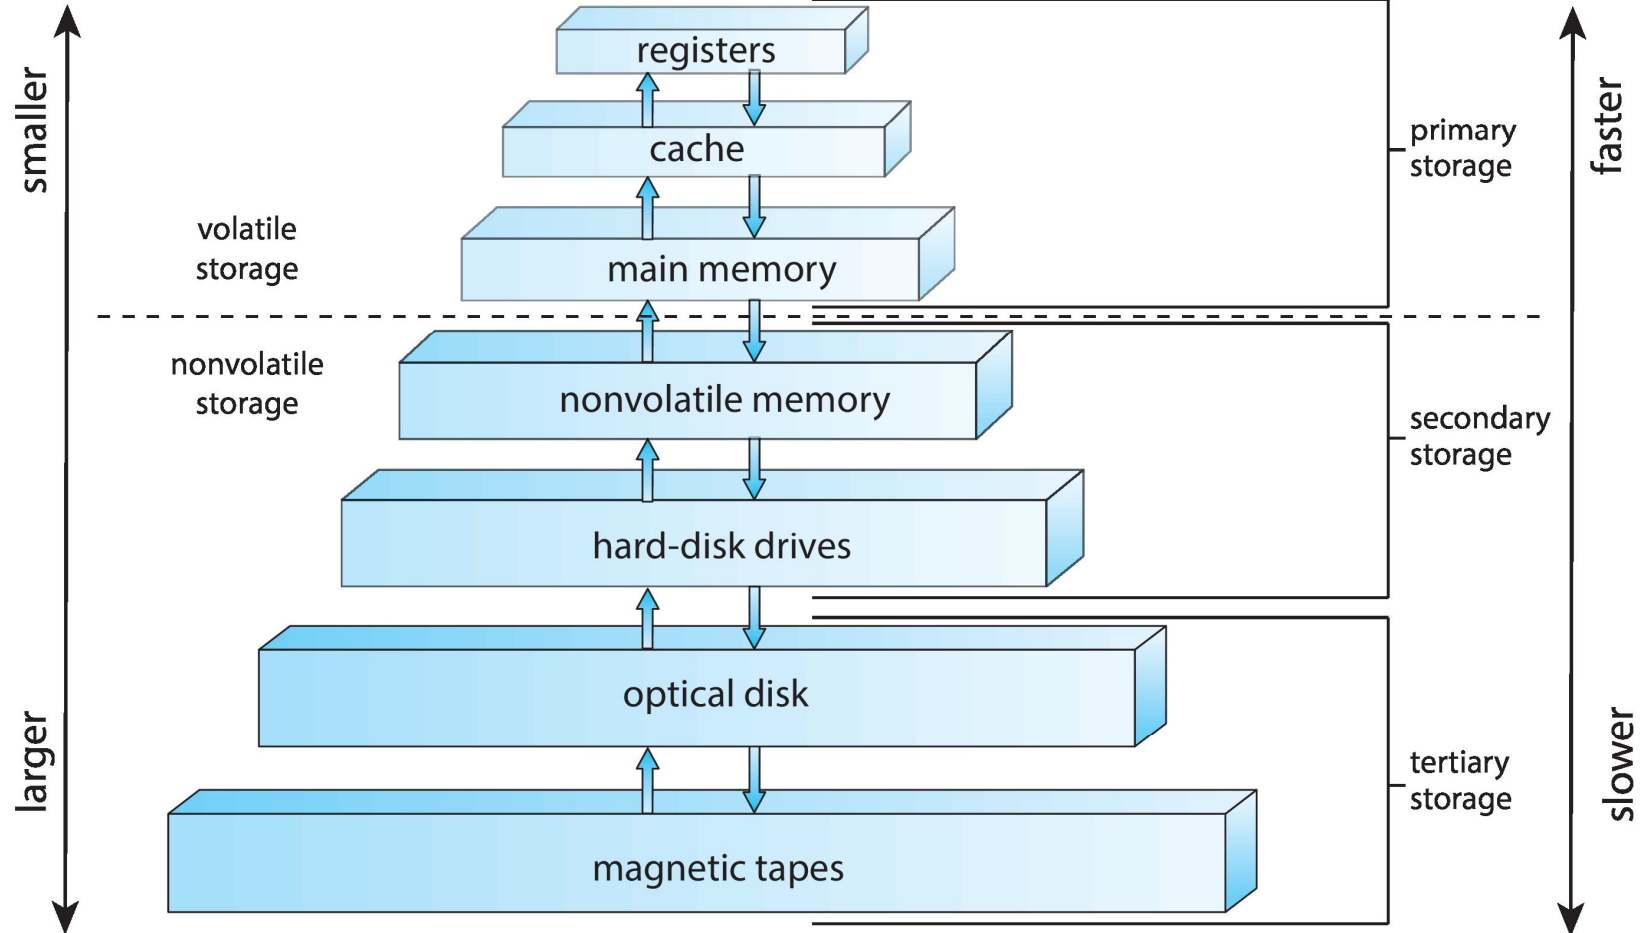 smaller
larger
volatile
storage
nonvolatile
storage
registers
cache
main memory
nonvolatile memory
hard-disk drives
optical disk
magnetic tapes
primary
storage
secondary
storage
tertiary
storage
faster
slower